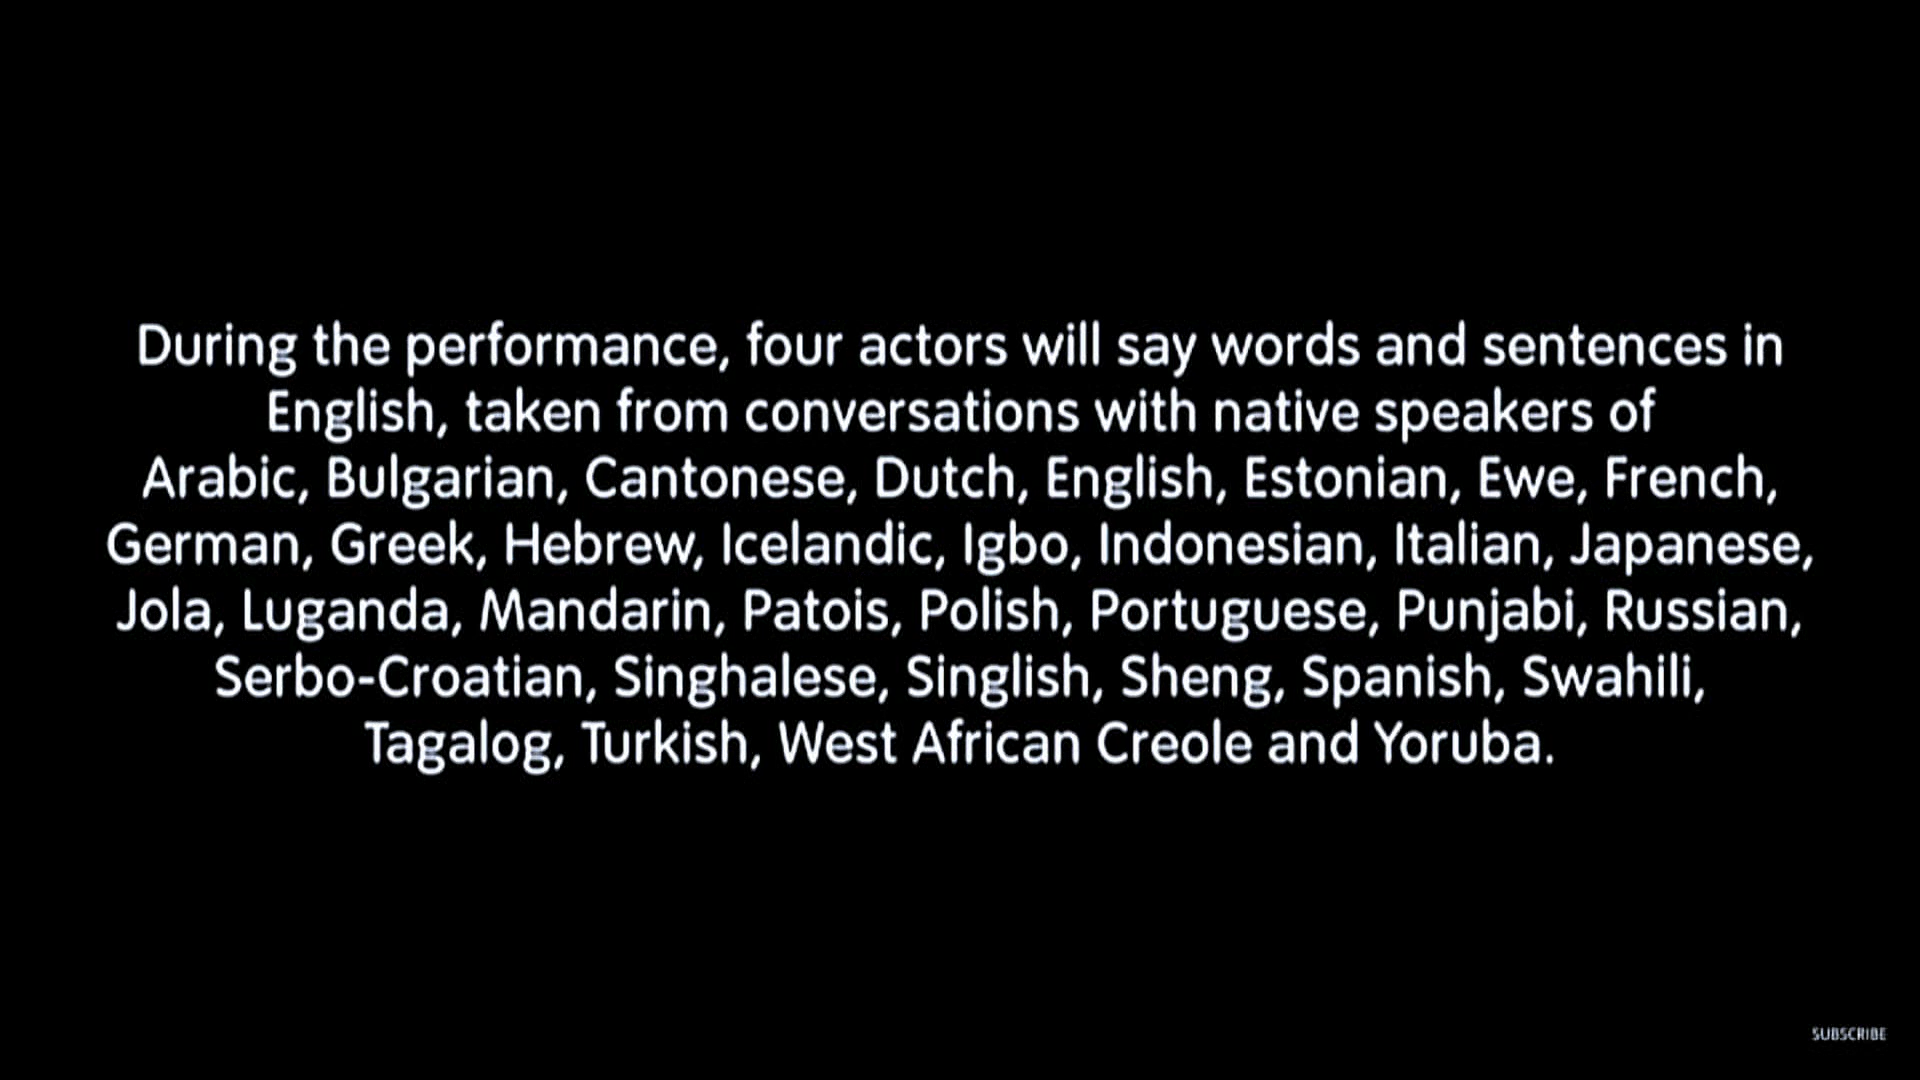 During the performance, four actors will say words and sentences in
English, taken from conversations with native speakers of
Arabic, Bulgarian, Cantonese, Dutch, English, Estonian, Ewe, French,
German, Greek, Hebrew, Icelandic, Igbo, Indonesian, Italian, Japanese,
Jola, Luganda, Mandarin, Patois, Polish, Portuguese, Punjabi, Russian,
Serbo-Croatian, Singhalese, Singlish, Sheng, Spanish, Swahili,
Tagalog, Turkish, West African Creole and Yoruba.
SUBSCRIBE